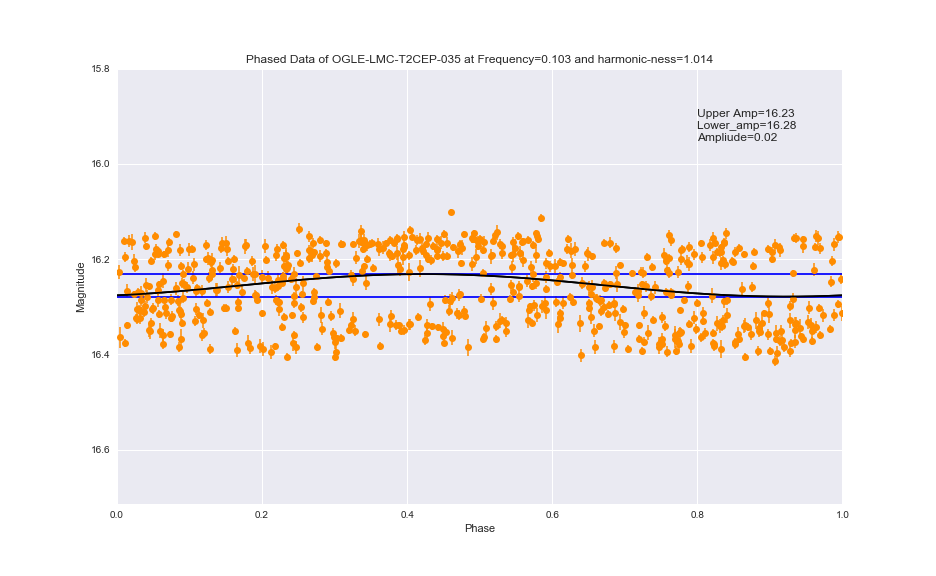 Phased Data of OGLE-LMC-T2CEP-035 at Frequency=0.103 and harmonic-ness=1.014
15.8
Upper Amp=16.23
Lower_amp=16.28
Ampliude=0.02
16.0
16.2
Magnitude
16.4
16.6
0.0 0.2 0.4 0.6 0.8 1.0
Phase